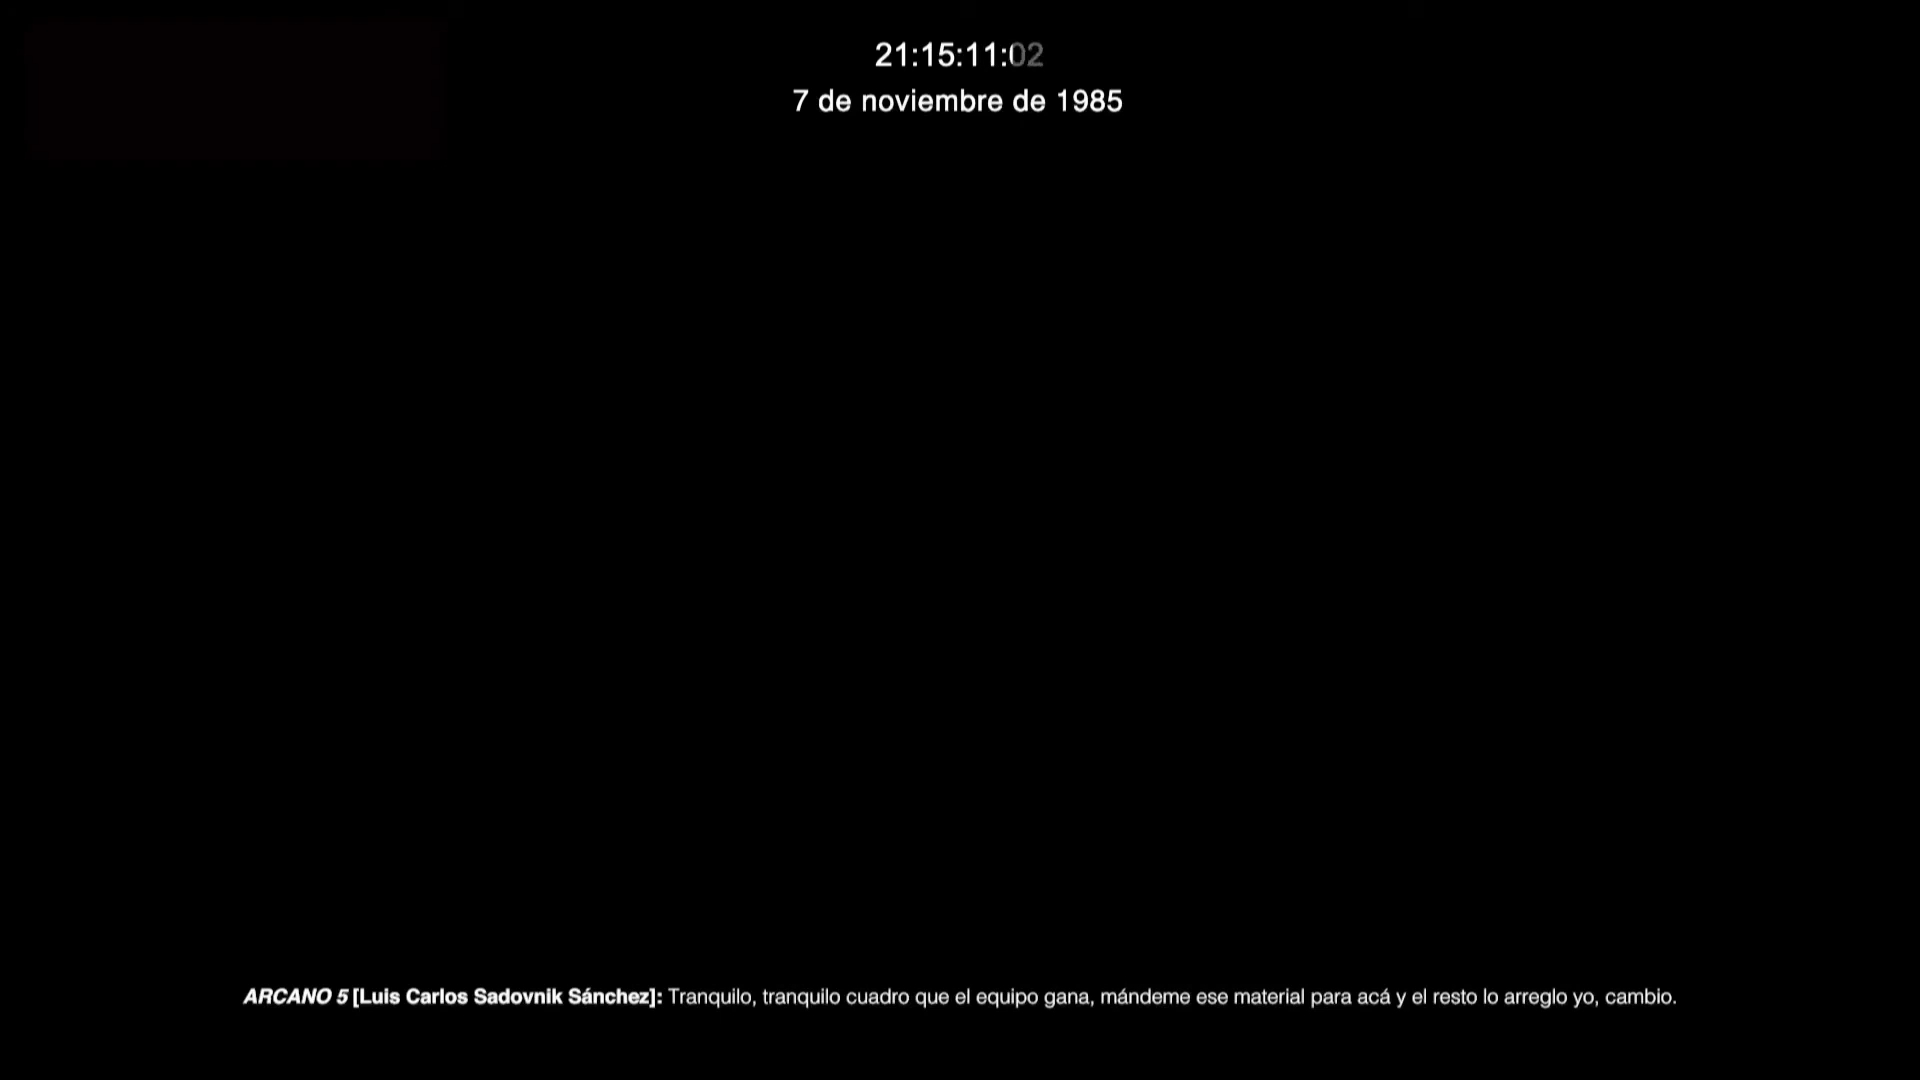 21:15:11:02
7 de noviembre de 1985
ARCANO 5 [Luis Carlos Sadovnik Sánchez]: Tranquilo, tranquilo cuadro que el equipo gana, mándeme ese material para acá y el resto lo arreglo yo, cambio.